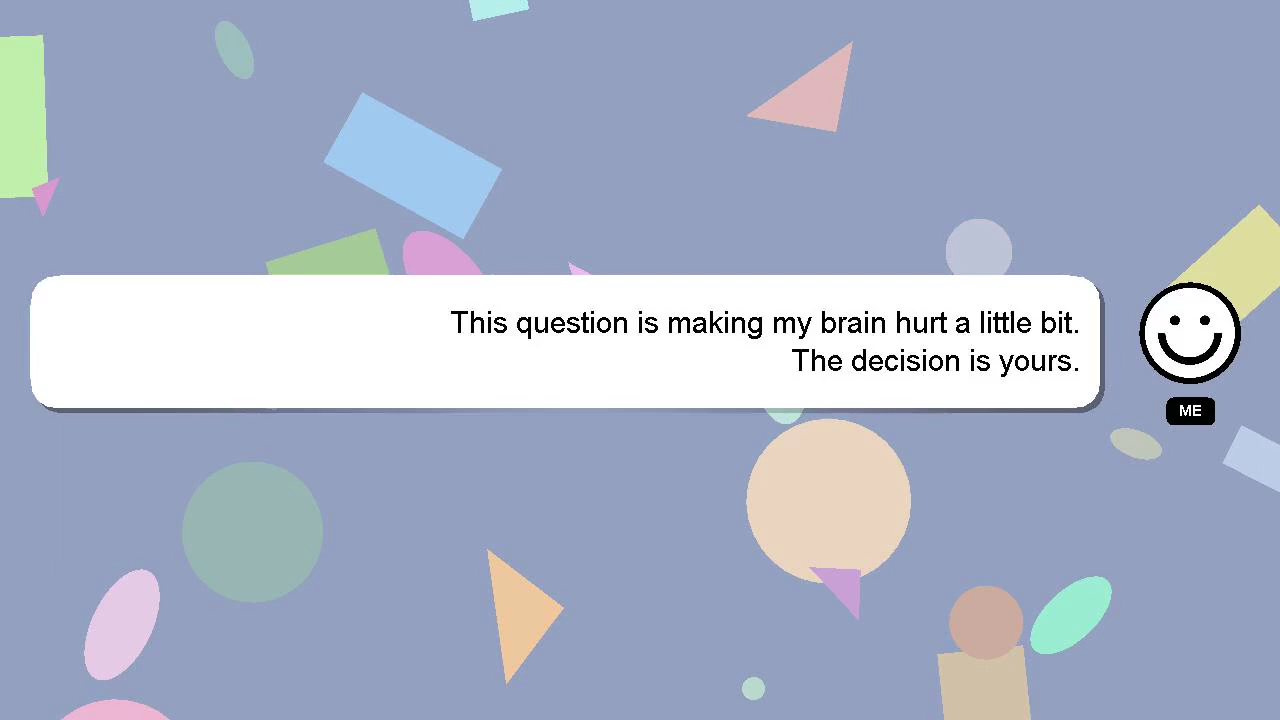 This question is making my brain hurt a little bit.
The decision is yours.
ME